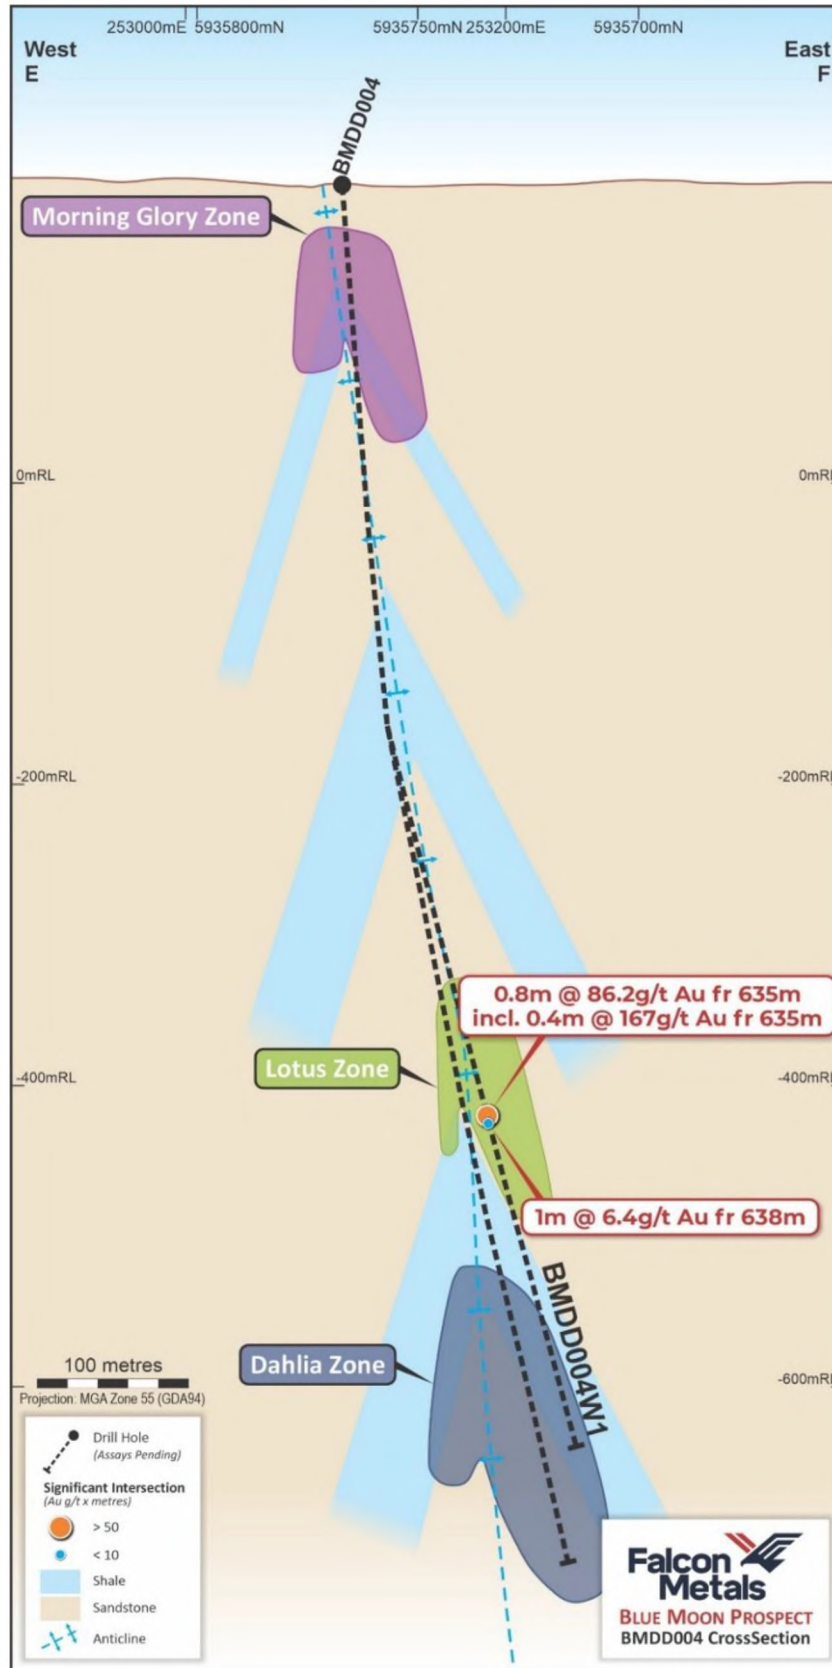 253000mE 5935800mN 5935750mN 253200mE 5935700mN
West
E
East
F
BMDD004
Morning Glory Zone
0mRL
0mRL
-200mRL
-200mRL
0.8m @ 86.2g/t Au fr 635m
incl. 0.4m @ 167g/t Au fr 635m
Lotus Zone
-400mRL
-400mRL
1m @ 6.4g/t Au fr 638m
BMDD004W1
Dahlia Zone
100 metres
-600mRL
Projection: MGA Zone 55 (GDA94)
Drill Hole
(Assays Pending)
Significant Intersection
(Au g/t x metres)
> 50
< 10
Shale
Sandstone
Anticline
Falcon
Metals
BLUE MOON PROSPECT
BMDD004 CrossSection